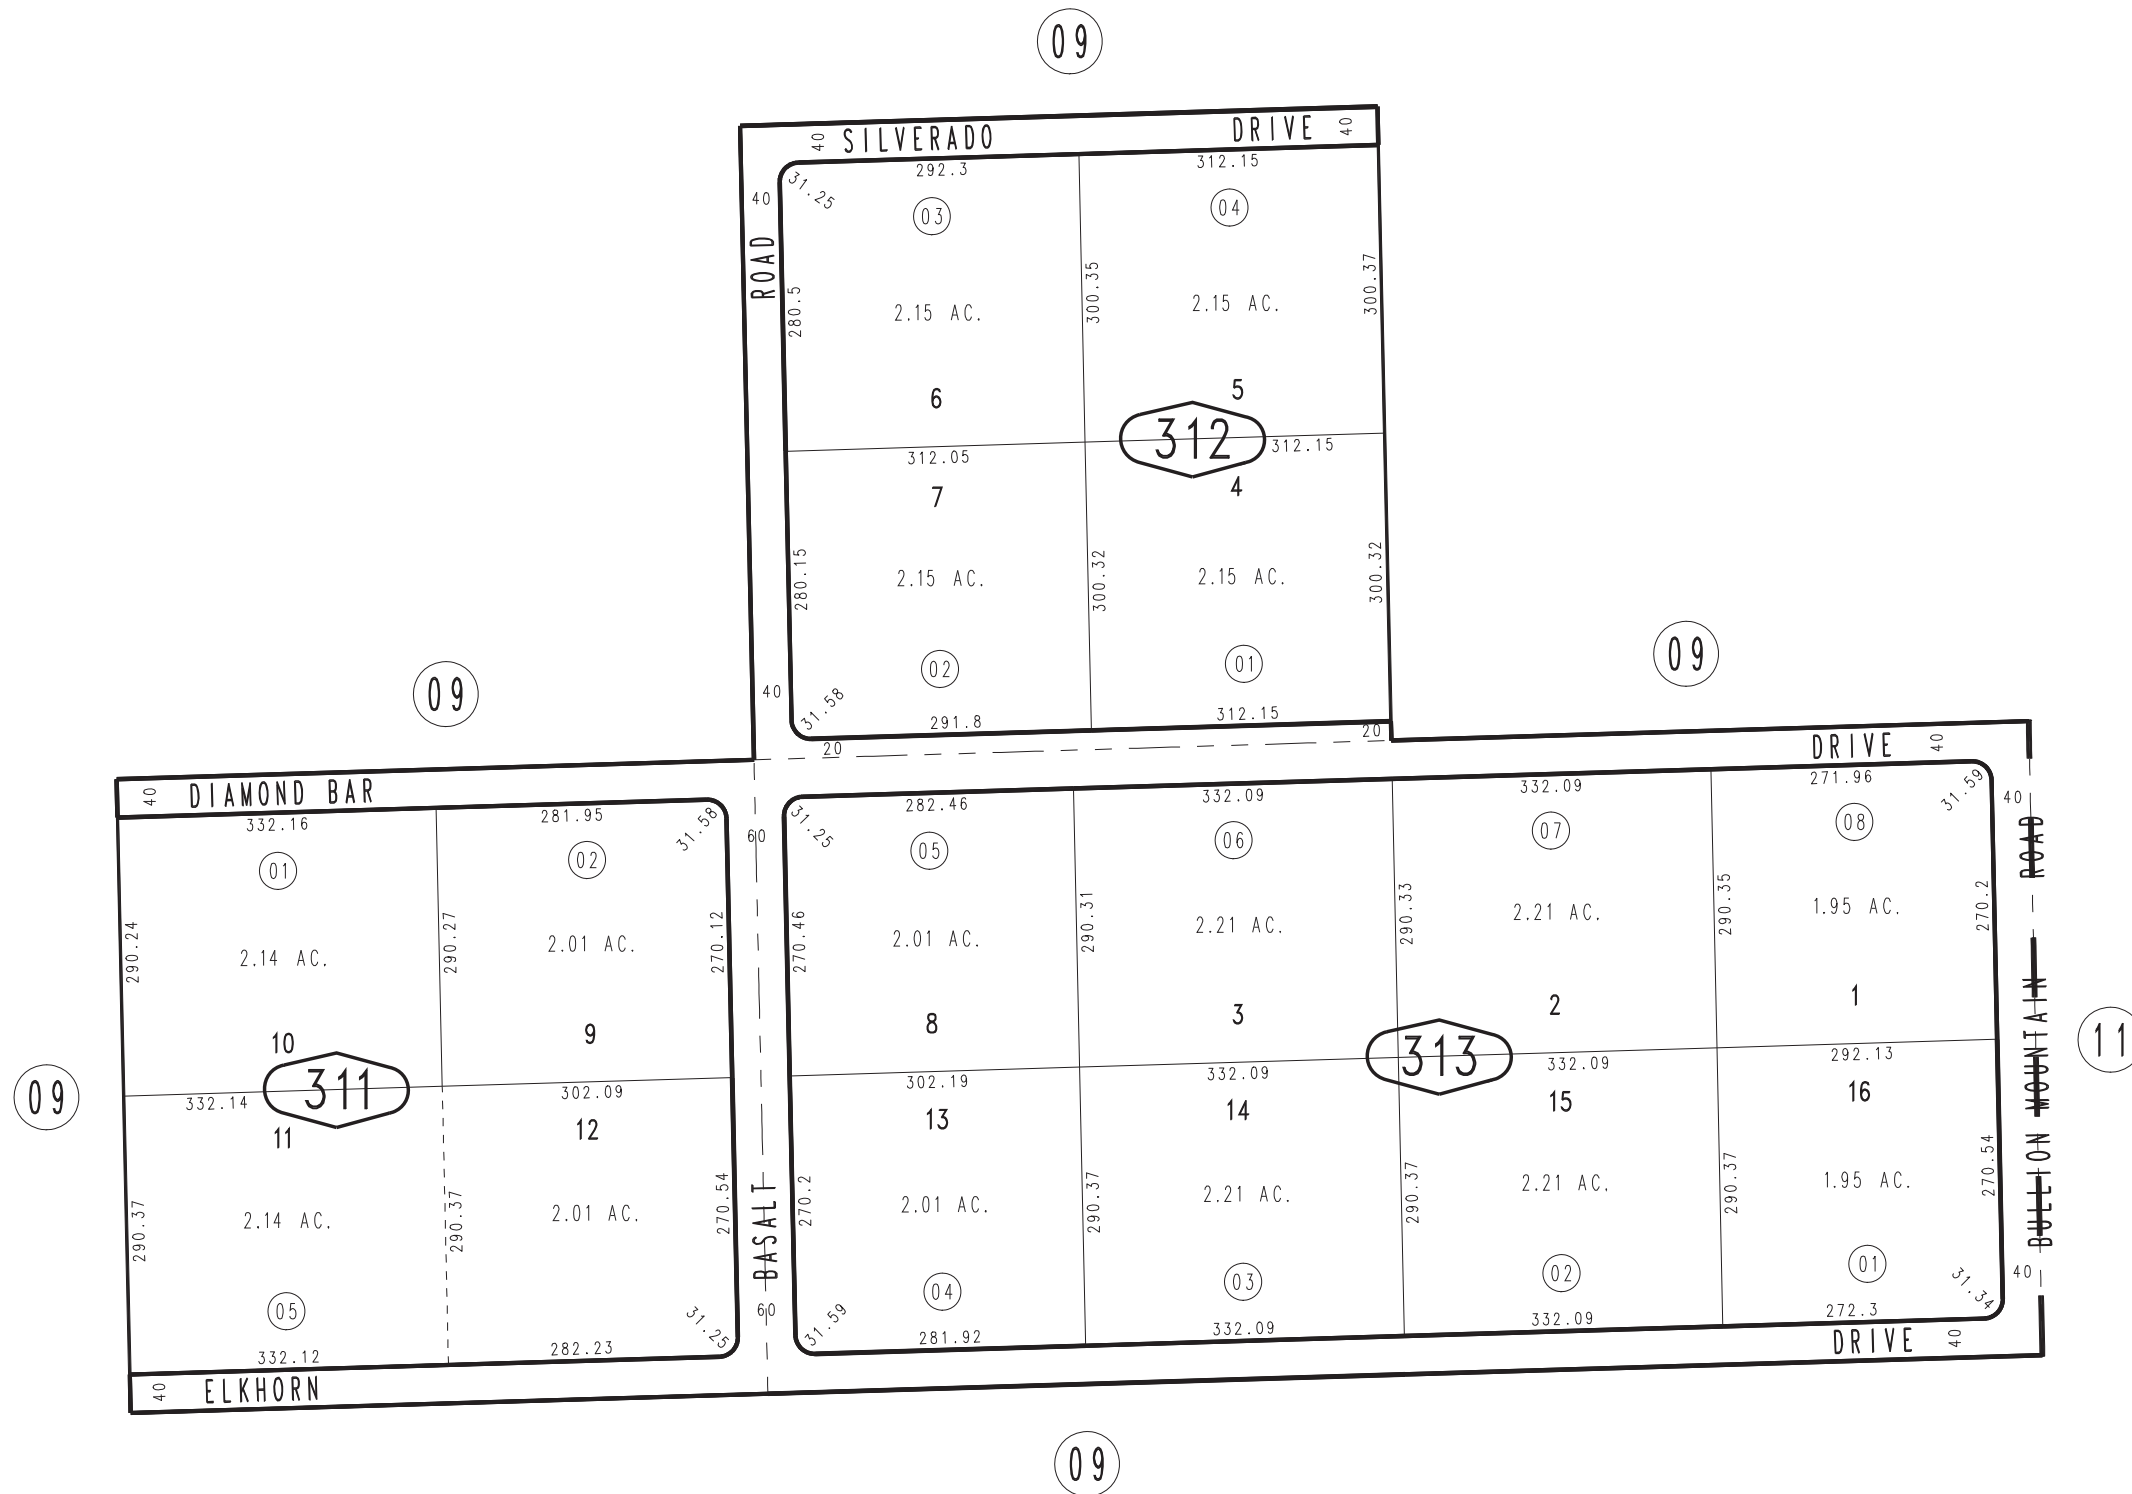 09
40 SILVERADO DRIVE 40
292.3 312.15
31.25
40
03 04
ROAD
280.5 300.35 300.37
2.15 AC. 2.15 AC.
6 5
312
312.05 312.15
7 4
280.15 300.32 300.32
2.15 AC. 2.15 AC.
02 01
40
31.58
291.8 312.15
20 20
09
09
40 DIAMOND BAR
DRIVE 40
332.16 281.95 31.58
282.46 332.09 332.09 271.96 31.59
60 31.25
40
01 02 05 06 07 08
ROAD
290.24 290.27 270.12 270.46 290.31 290.33 290.35 270.2
2.14 AC. 2.01 AC. 2.01 AC. 2.21 AC. 2.21 AC. 1.95 AC.
10 9 8 3 2 1
09
311
313
11
332.14 302.09 302.19 332.09 332.09 292.13
11 12 13 14 15 16
BULLION MOUNTAIN
290.37 290.37 270.54 270.2 290.37 290.37 290.37 270.54
2.14 AC. 2.01 AC. 2.01 AC. 2.21 AC. 2.21 AC. 1.95 AC.
BASALT
05 04 03 02 01
40
31.25 60 31.59 31.34
332.12 282.23 281.92 332.09 332.09 272.3
40 ELKHORN
DRIVE 40
09